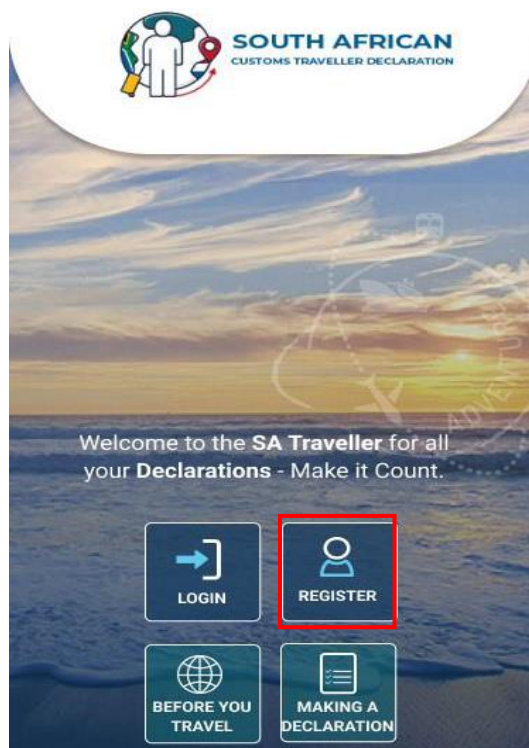 SOUTH AFRICAN
CUSTOMS TRAVELLER DECLARATION
ADVENTURE
Welcome to the SA Traveller for all
your Declarations - Make it Count.
LOGIN
REGISTER
BEFORE YOU
TRAVEL
MAKING A
DECLARATION